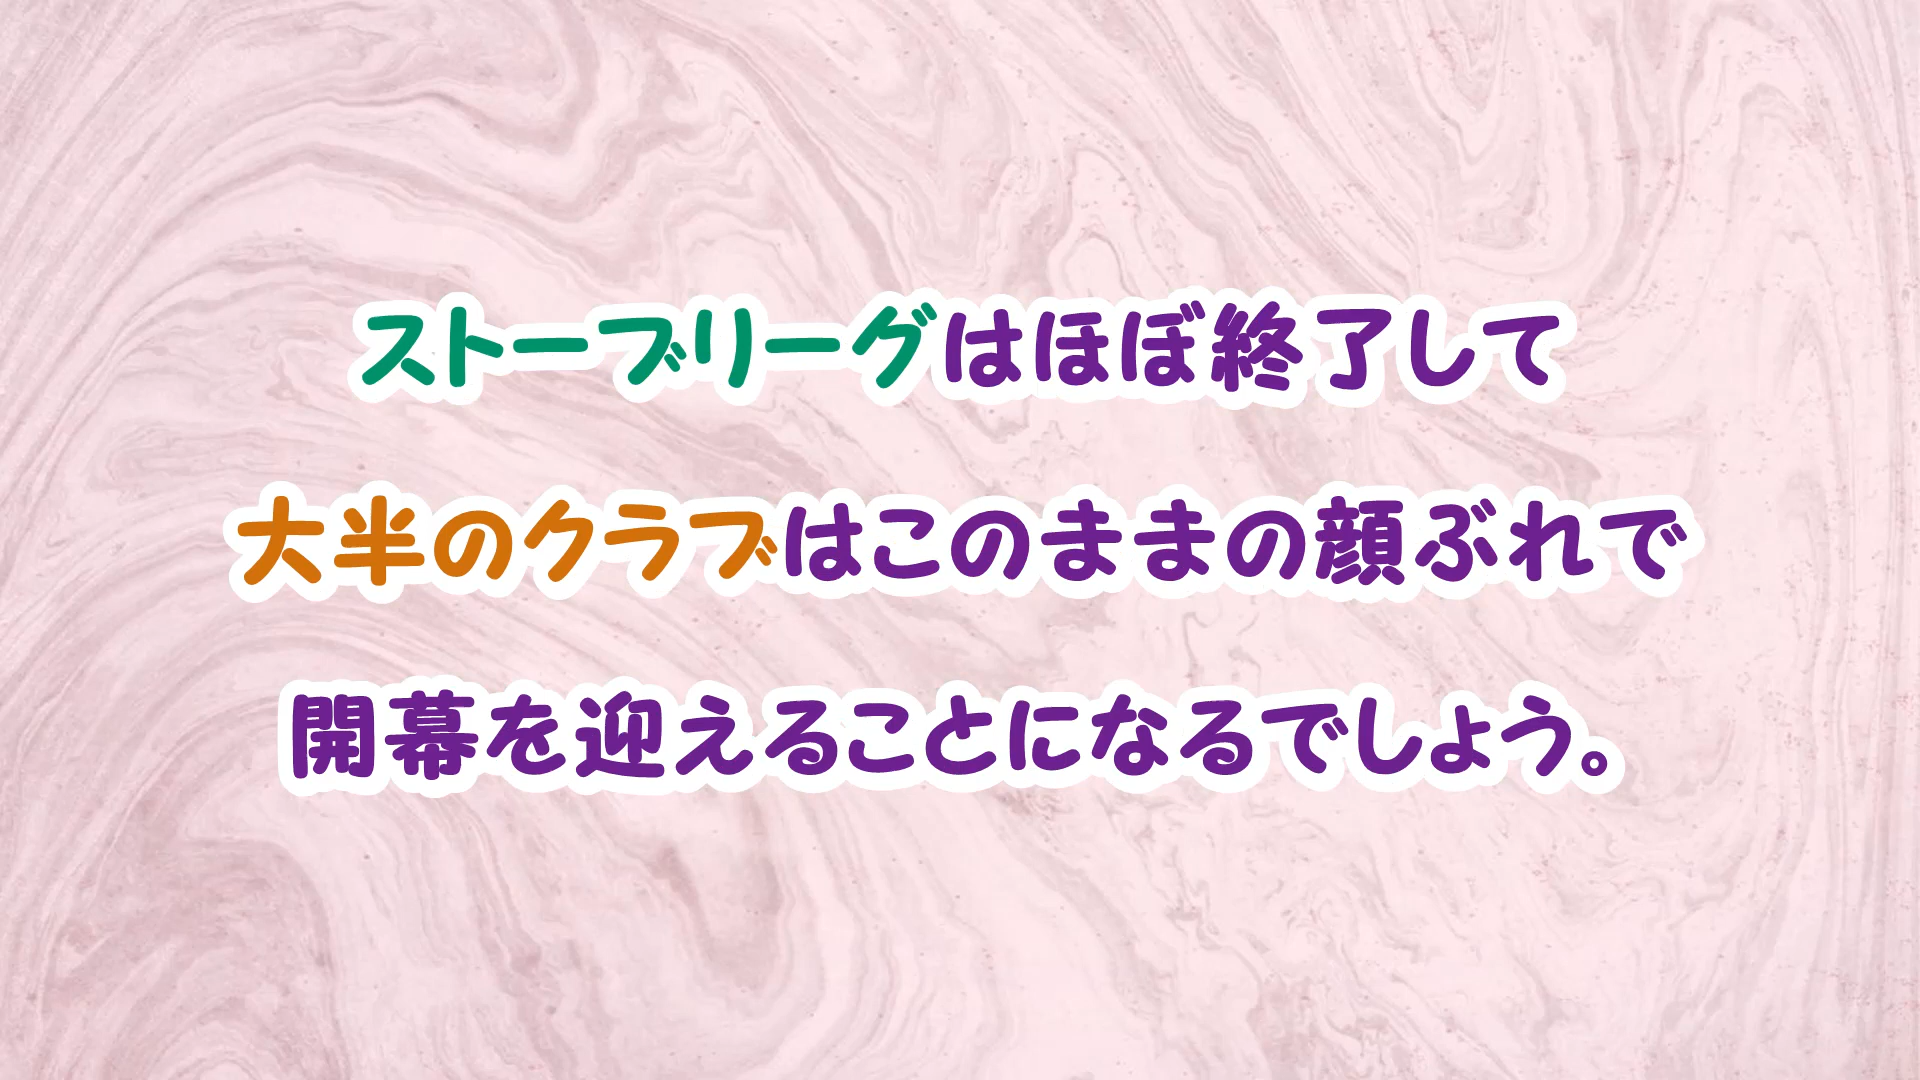 ストーブリーグはほぼ終了して
大半のクラブはこのままの顔ぶれで
開幕を迎えることになるでしょう。